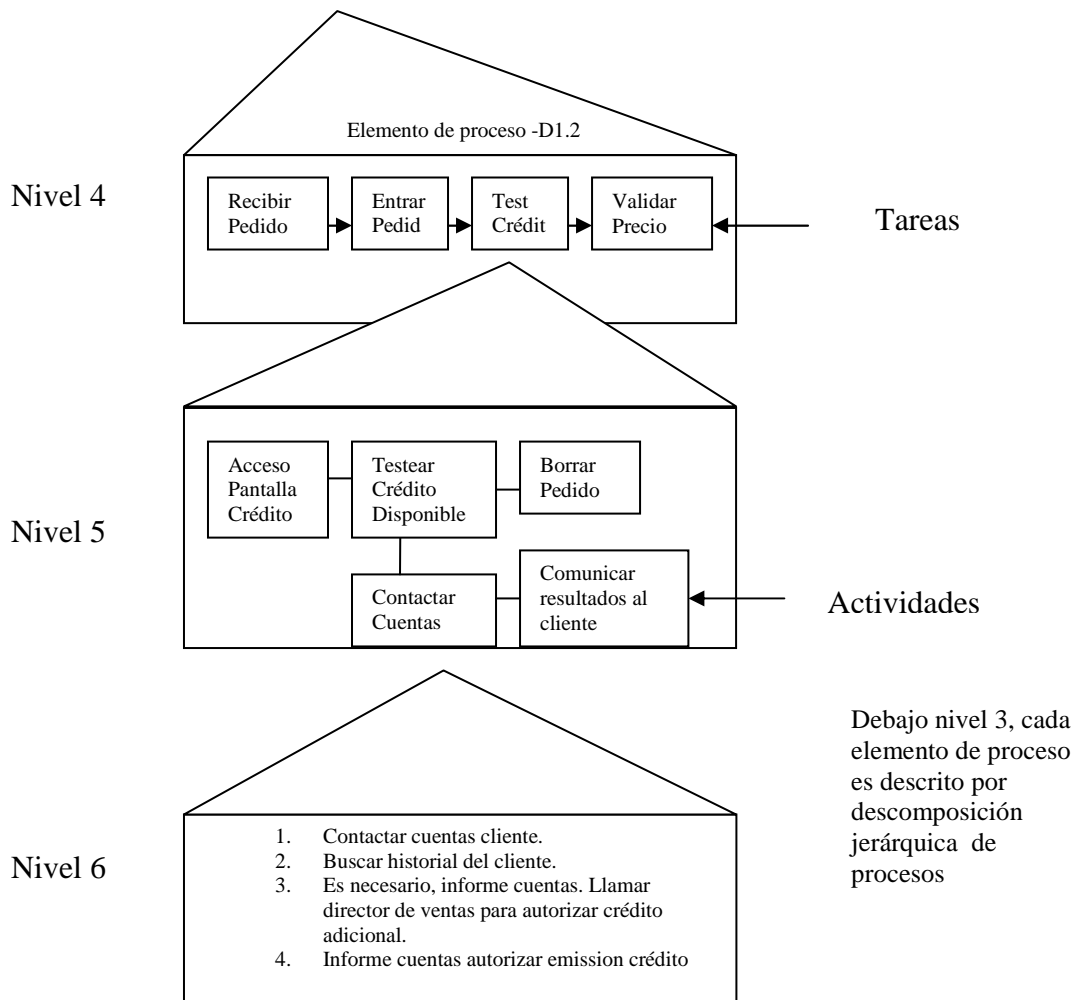 Elemento de proceso -D1.2
Nivel 4
Recibir
Pedido
Entrar
Pedid
Test
Crédit
Validar
Precio
Tareas
Nivel 5
Acceso
Pantalla
Crédito
Testear
Crédito
Disponible
Borrar
Pedido
Contactar
Cuentas
Comunicar
resultados al
cliente
Actividades
Debajo nivel 3, cada
elemento de proceso
es descrito por
descomposición
jerárquica de
procesos
Nivel 6
1. Contactar cuentas cliente.
2. Buscar historial del cliente.
3. Es necesario, informe cuentas. Llamar
director de ventas para autorizar crédito
adicional.
4. Informe cuentas autorizar emission crédito